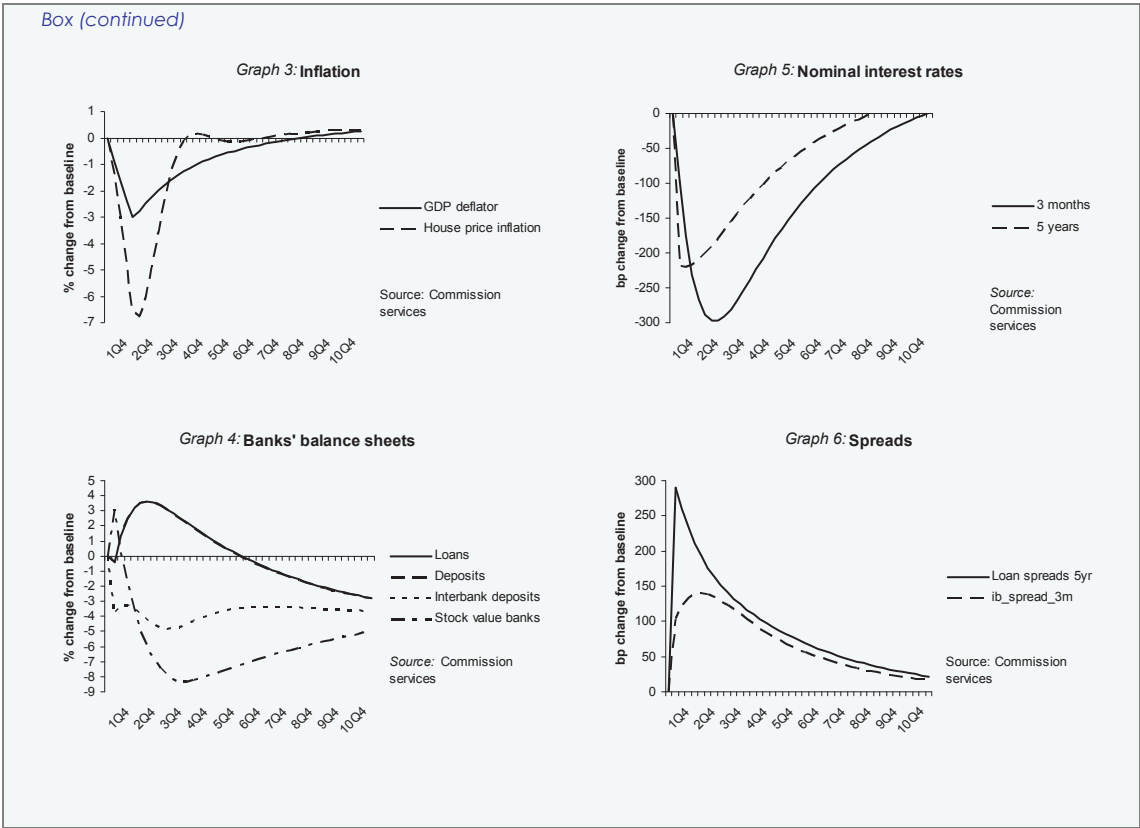 Box (continued)
Graph 3: Inflation
% change from baseline
1
0
-1
-2
-3
-4
-5
-6
-7
1Q4
2Q4
3Q4
4Q4
5Q4
6Q4
7Q4
8Q4
9Q4
10Q4
GDP deflator
House price inflation
Source: Commission
services
Graph 5: Nominal interest rates
bp change from baseline
0
-50
-100
-150
-200
-250
-300
1Q4
2Q4
3Q4
4Q4
5Q4
6Q4
7Q4
8Q4
9Q4
10Q4
3 months
5 years
Source:
Commission
services
Graph 4: Banks' balance sheets
% change from baseline
5
4
3
2
1
0
-1
-2
-3
-4
-5
-6
-7
-8
-9
1Q4
2Q4
3Q4
4Q4
5Q4
6Q4
7Q4
8Q4
9Q4
10Q4
Loans
Deposits
Interbank deposits
Stock value banks
Source: Commission
services
Graph 6: Spreads
bp change from baseline
300
250
200
150
100
50
0
1Q4
2Q4
3Q4
4Q4
5Q4
6Q4
7Q4
8Q4
9Q4
10Q4
Loan spreads 5yr
ib_spread_3m
Source: Commission
services